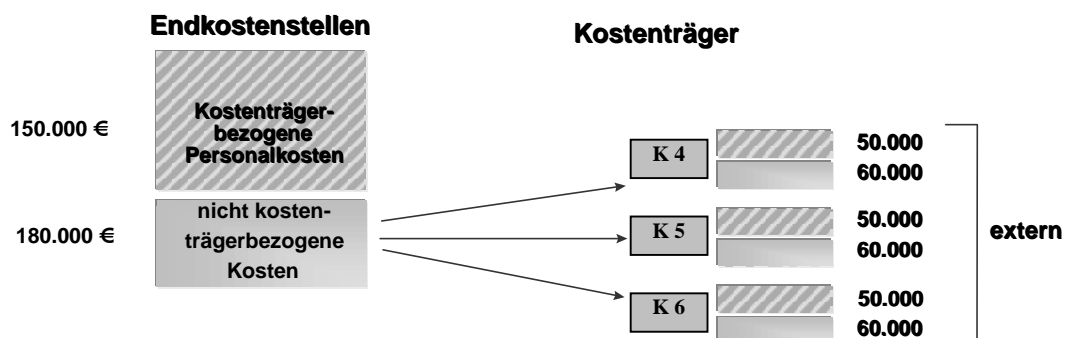 Endkostenstellen
Kostenträger
150.000 €
Kostenträger-
bezogene
Personalkosten
180.000 €
nicht kosten-
trägerbezogene
Kosten
K 4
50.000
60.000
K 5
50.000
60.000
K 6
50.000
60.000
extern